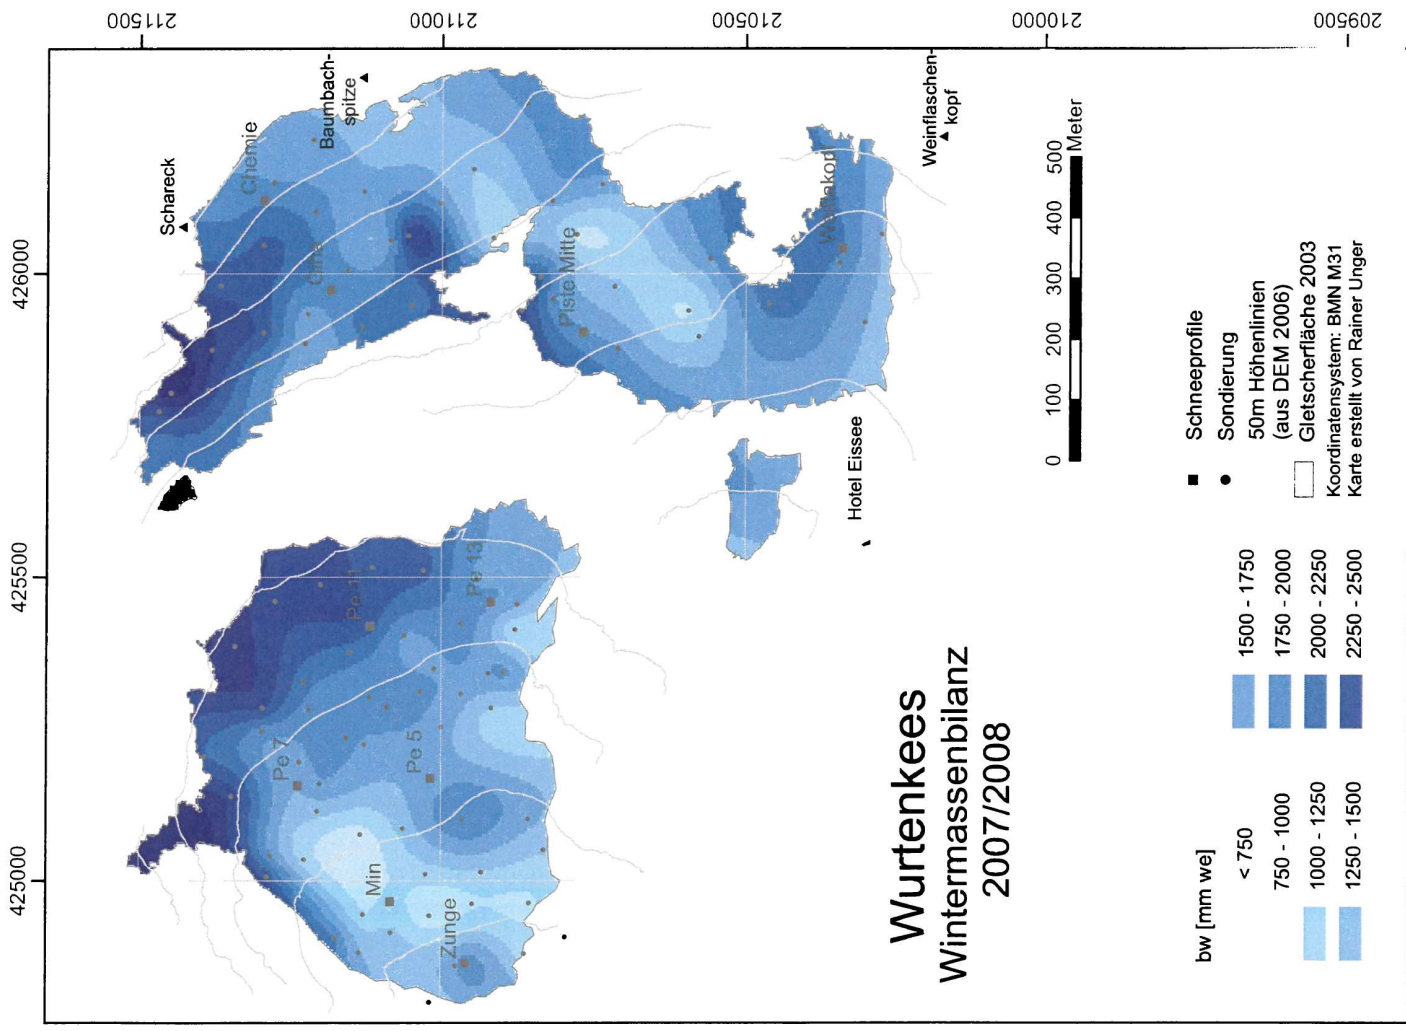 211500
211000
210500
210000
209500
426000
425500
425000
Schareck
Baumbach-
spitze
Chemie
Cime
Piste Mitte
Weinflaschen-
kopf
Hotel Eissee
Pe 11
Pe 13
Pe 7
Pe 5
Min
Zunge
0 100 200 300 400 500
Meter
Wurtenkees
Wintermassenbilanz
2007/2008
Schneeprofile
Sondierung
50m Höhenlinien
(aus DEM 2006)
Gletscherfläche 2003
Koordinatensystem: BMN M31
Karte erstellt von Rainer Unger
bw [mm we]
< 750
750 - 1000
1000 - 1250
1250 - 1500
1500 - 1750
1750 - 2000
2000 - 2250
2250 - 2500